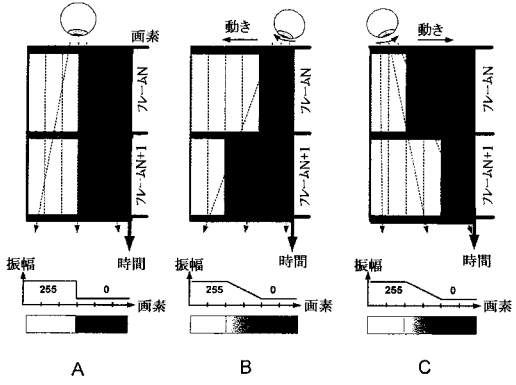 画素
フレームN
フレームN+1
時間
振幅
255
0
画素
A
動き
フレームN
フレームN+1
時間
振幅
255
0
画素
B
動き
フレームN
フレームN+1
時間
振幅
255
0
画素
C